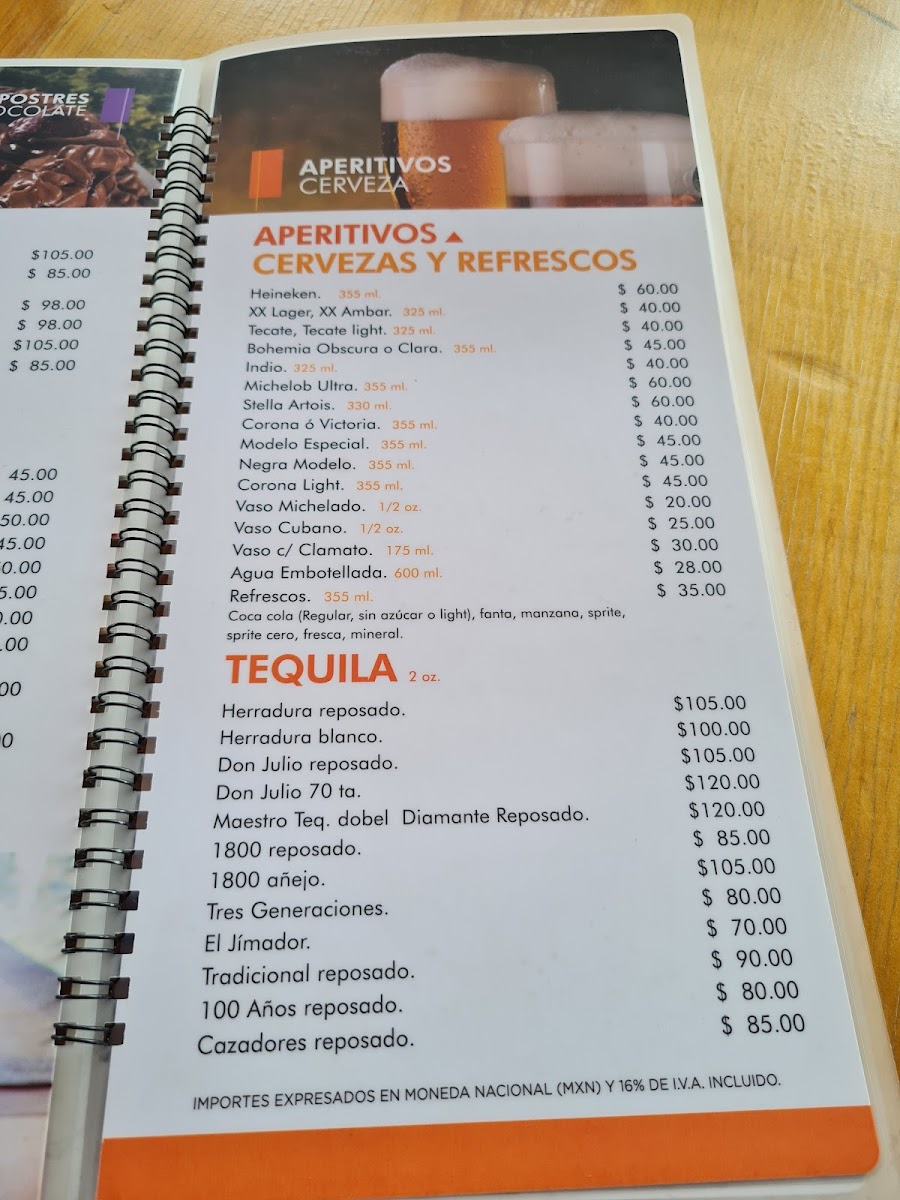 POSTRES
$105.00
$ 85.00
$ 98.00
$ 98.00
$105.00
$ 85.00
45.00
45.00
APERITIVOS
CERVEZA
APERITIVOS
CERVEZAS Y REFRESCOS
Heineken. 355 ml. $ 60.00
XX Lager, XX Ambar. 325 ml. $ 40.00
Tecate, Tecate light. 325 ml. $ 40.00
Bohemia Obscura o Clara. 355 ml. $ 45.00
Indio. 325 ml. $ 40.00
Michelob Ultra. 355 ml. $ 60.00
Stella Artois. 330 ml. $ 60.00
Corona ó Victoria. 355 ml. $ 40.00
Modelo Especial. 355 ml. $ 45.00
Negra Modelo. 355 ml. $ 45.00
Corona Light. 355 ml. $ 45.00
Vaso Michelado. 1/2 oz. $ 20.00
Vaso Cubano. 1/2 oz. $ 25.00
Vaso c/ Clamato. 175 ml. $ 30.00
Agua Embotellada. 600 ml. $ 28.00
Refrescos. 355 ml. $ 35.00
Coca cola (Regular, sin azúcar o light), fanta, manzana, sprite,
sprite cero, fresca, mineral.
TEQUILA 2 oz.
Herradura reposado. $105.00
Herradura blanco. $100.00
Don Julio reposado. $105.00
Don Julio 70 ta. $120.00
Maestro Teq. dobel Diamante Reposado. $120.00
1800 reposado. $ 85.00
1800 añejo. $105.00
Tres Generaciones. $ 80.00
El Jímador. $ 70.00
Tradicional reposado. $ 90.00
100 Años reposado. $ 80.00
Cazadores reposado. $ 85.00
IMPORTES EXPRESADOS EN MONEDA NACIONAL (MXN) Y 16% DE I.V.A. INCLUIDO.